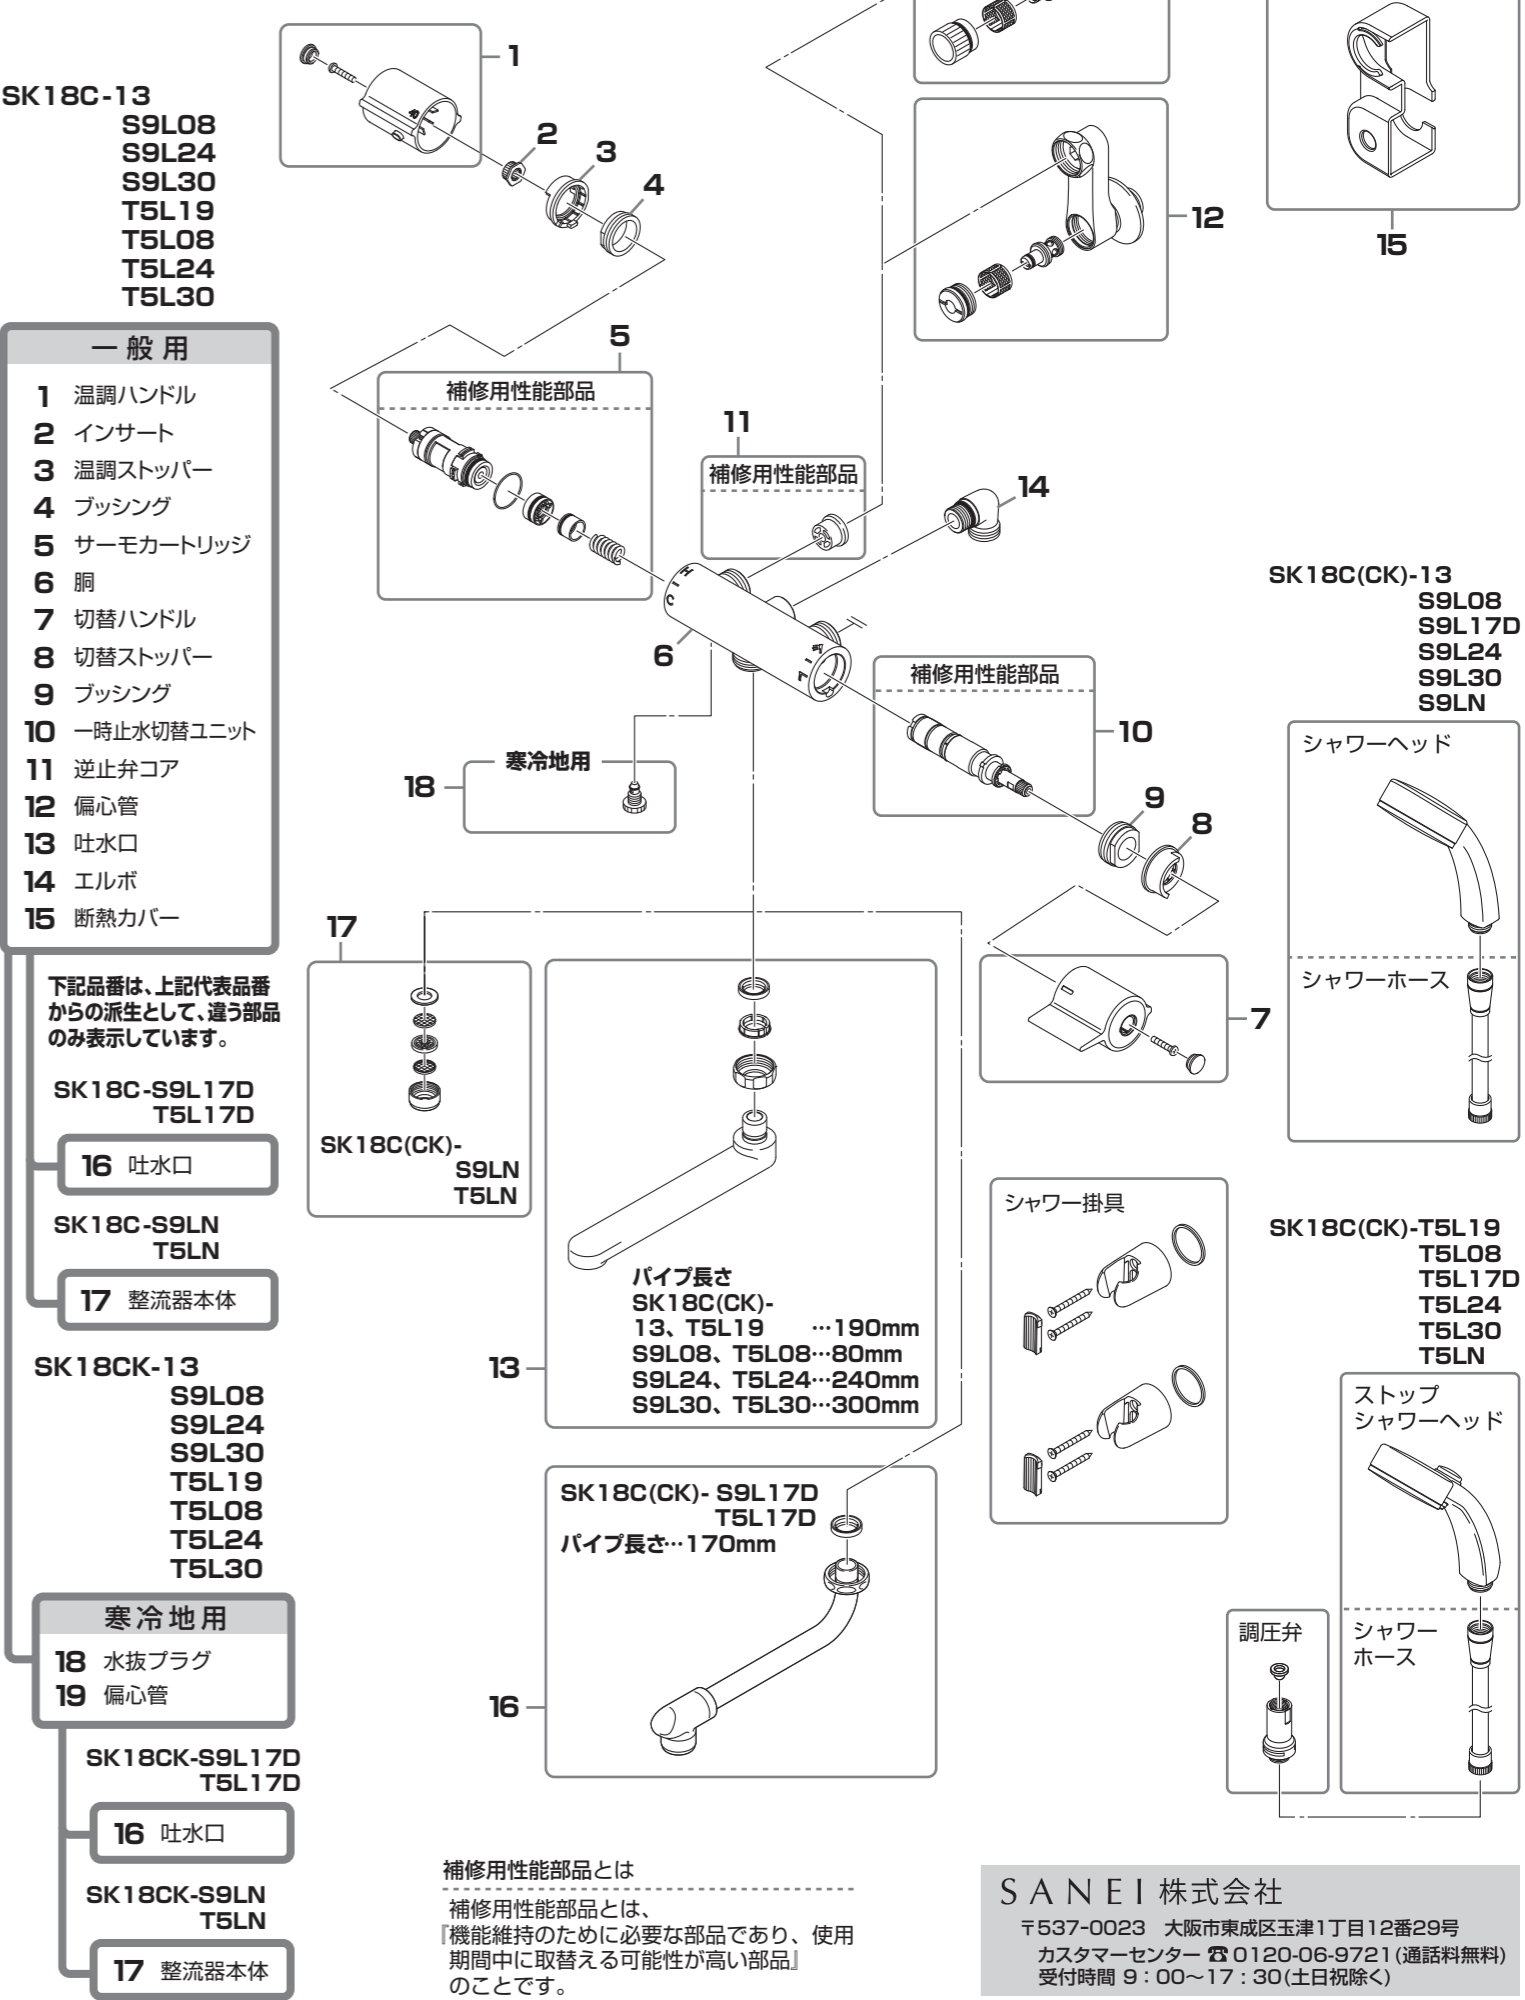 SK18C-13
S9L08
S9L24
S9L30
T5L19
T5L08
T5L24
T5L30
一般用
1 温調ハンドル
2 インサート
3 温調ストッパー
4 ブッシング
5 サーモカートリッジ
6 胴
7 切替ハンドル
8 切替ストッパー
9 ブッシング
10 一時止水切替ユニット
11 逆止弁コア
12 偏心管
13 吐水口
14 エルボ
15 断熱カバー
下記品番は、上記代表品番
からの派生として、違う部品
のみ表示しています。
SK18C-S9L17D
T5L17D
16 吐水口
SK18C-S9LN
T5LN
17 整流器本体
SK18CK-13
S9L08
S9L24
S9L30
T5L19
T5L08
T5L24
T5L30
寒冷地用
18 水抜プラグ
19 偏心管
SK18CK-S9L17D
T5L17D
16 吐水口
SK18CK-S9LN
T5LN
17 整流器本体
1
40
2
3
4
5
補修用性能部品
11
補修用性能部品
12
14
15
H
C
6
補修用性能部品
10
18
寒冷地用
9
8
7
17
SK18C(CK)-
S9LN
T5LN
13
パイプ長さ
SK18C(CK)-
13、T5L19 …190mm
S9L08、T5L08…80mm
S9L24、T5L24…240mm
S9L30、T5L30…300mm
16
SK18C(CK)- S9L17D
T5L17D
パイプ長さ…170mm
シャワー掛具
SK18C(CK)-13
S9L08
S9L17D
S9L24
S9L30
S9LN
シャワーヘッド
シャワーホース
SK18C(CK)-T5L19
T5L08
T5L17D
T5L24
T5L30
T5LN
ストップ
シャワーヘッド
シャワー
ホース
調圧弁
補修用性能部品とは
補修用性能部品とは、
『機能維持のために必要な部品であり、使用
期間中に取替える可能性が高い部品』
のことです。
SANEI 株式会社
〒537-0023 大阪市東成区玉津1丁目12番29号
カスタマーセンター ☎0120-06-9721(通話料無料)
受付時間 9：00〜17：30(土日祝除く)